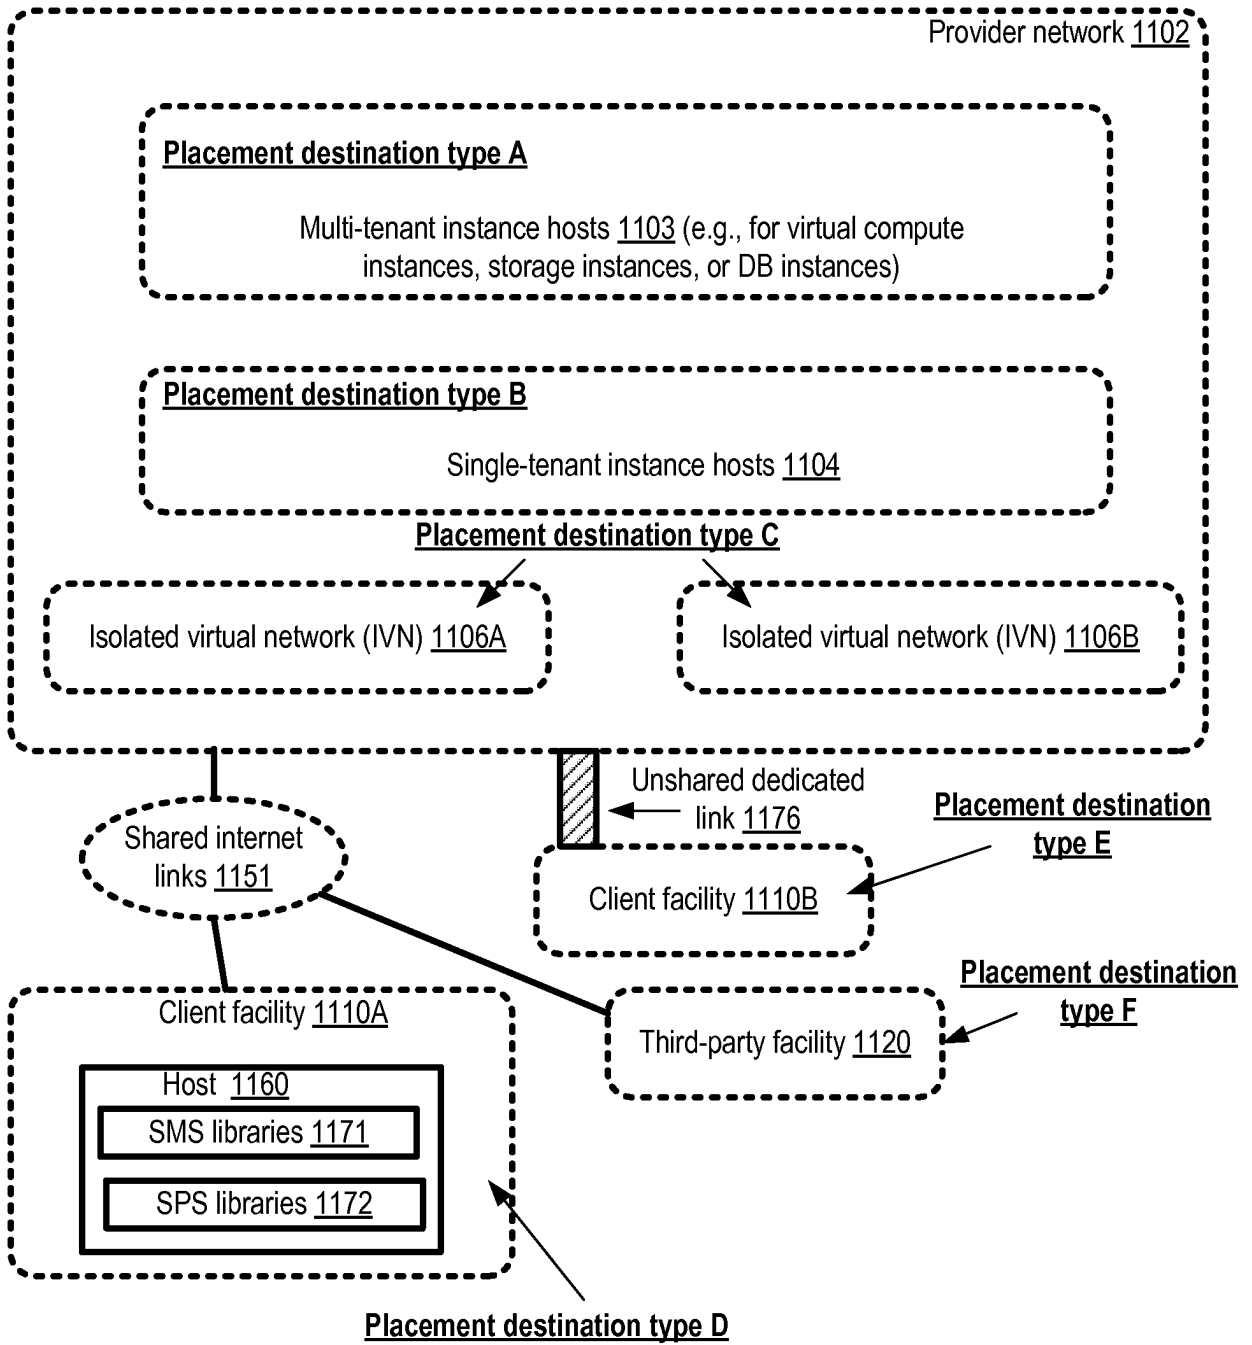 Provider network 1102
Placement destination type A
Multi-tenant instance hosts 1103 (e.g., for virtual compute
instances, storage instances, or DB instances)
Placement destination type B
Single-tenant instance hosts 1104
Placement destination type C
Isolated virtual network (IVN) 1106A
Isolated virtual network (IVN) 1106B
Unshared dedicated
link 1176
Placement destination
type E
Shared internet
links 1151
Client facility 1110B
Placement destination
type F
Client facility 1110A
Third-party facility 1120
Host 1160
SMS libraries 1171
SPS libraries 1172
Placement destination type D